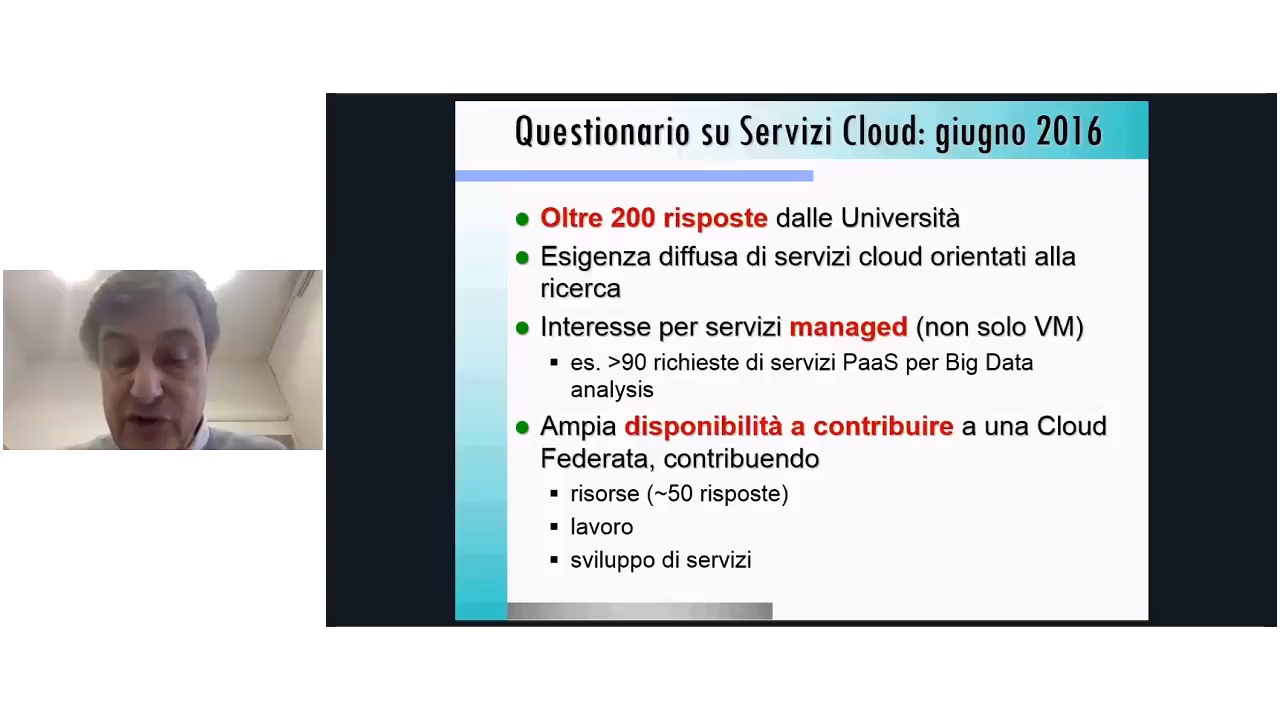 Questionario su Servizi Cloud: giugno 2016
Oltre 200 risposte dalle Università
Esigenza diffusa di servizi cloud orientati alla
ricerca
Interesse per servizi managed (non solo VM)
es. >90 richieste di servizi PaaS per Big Data
analysis
Ampia disponibilità a contribuire a una Cloud
Federata, contribuendo
risorse (~50 risposte)
lavoro
sviluppo di servizi